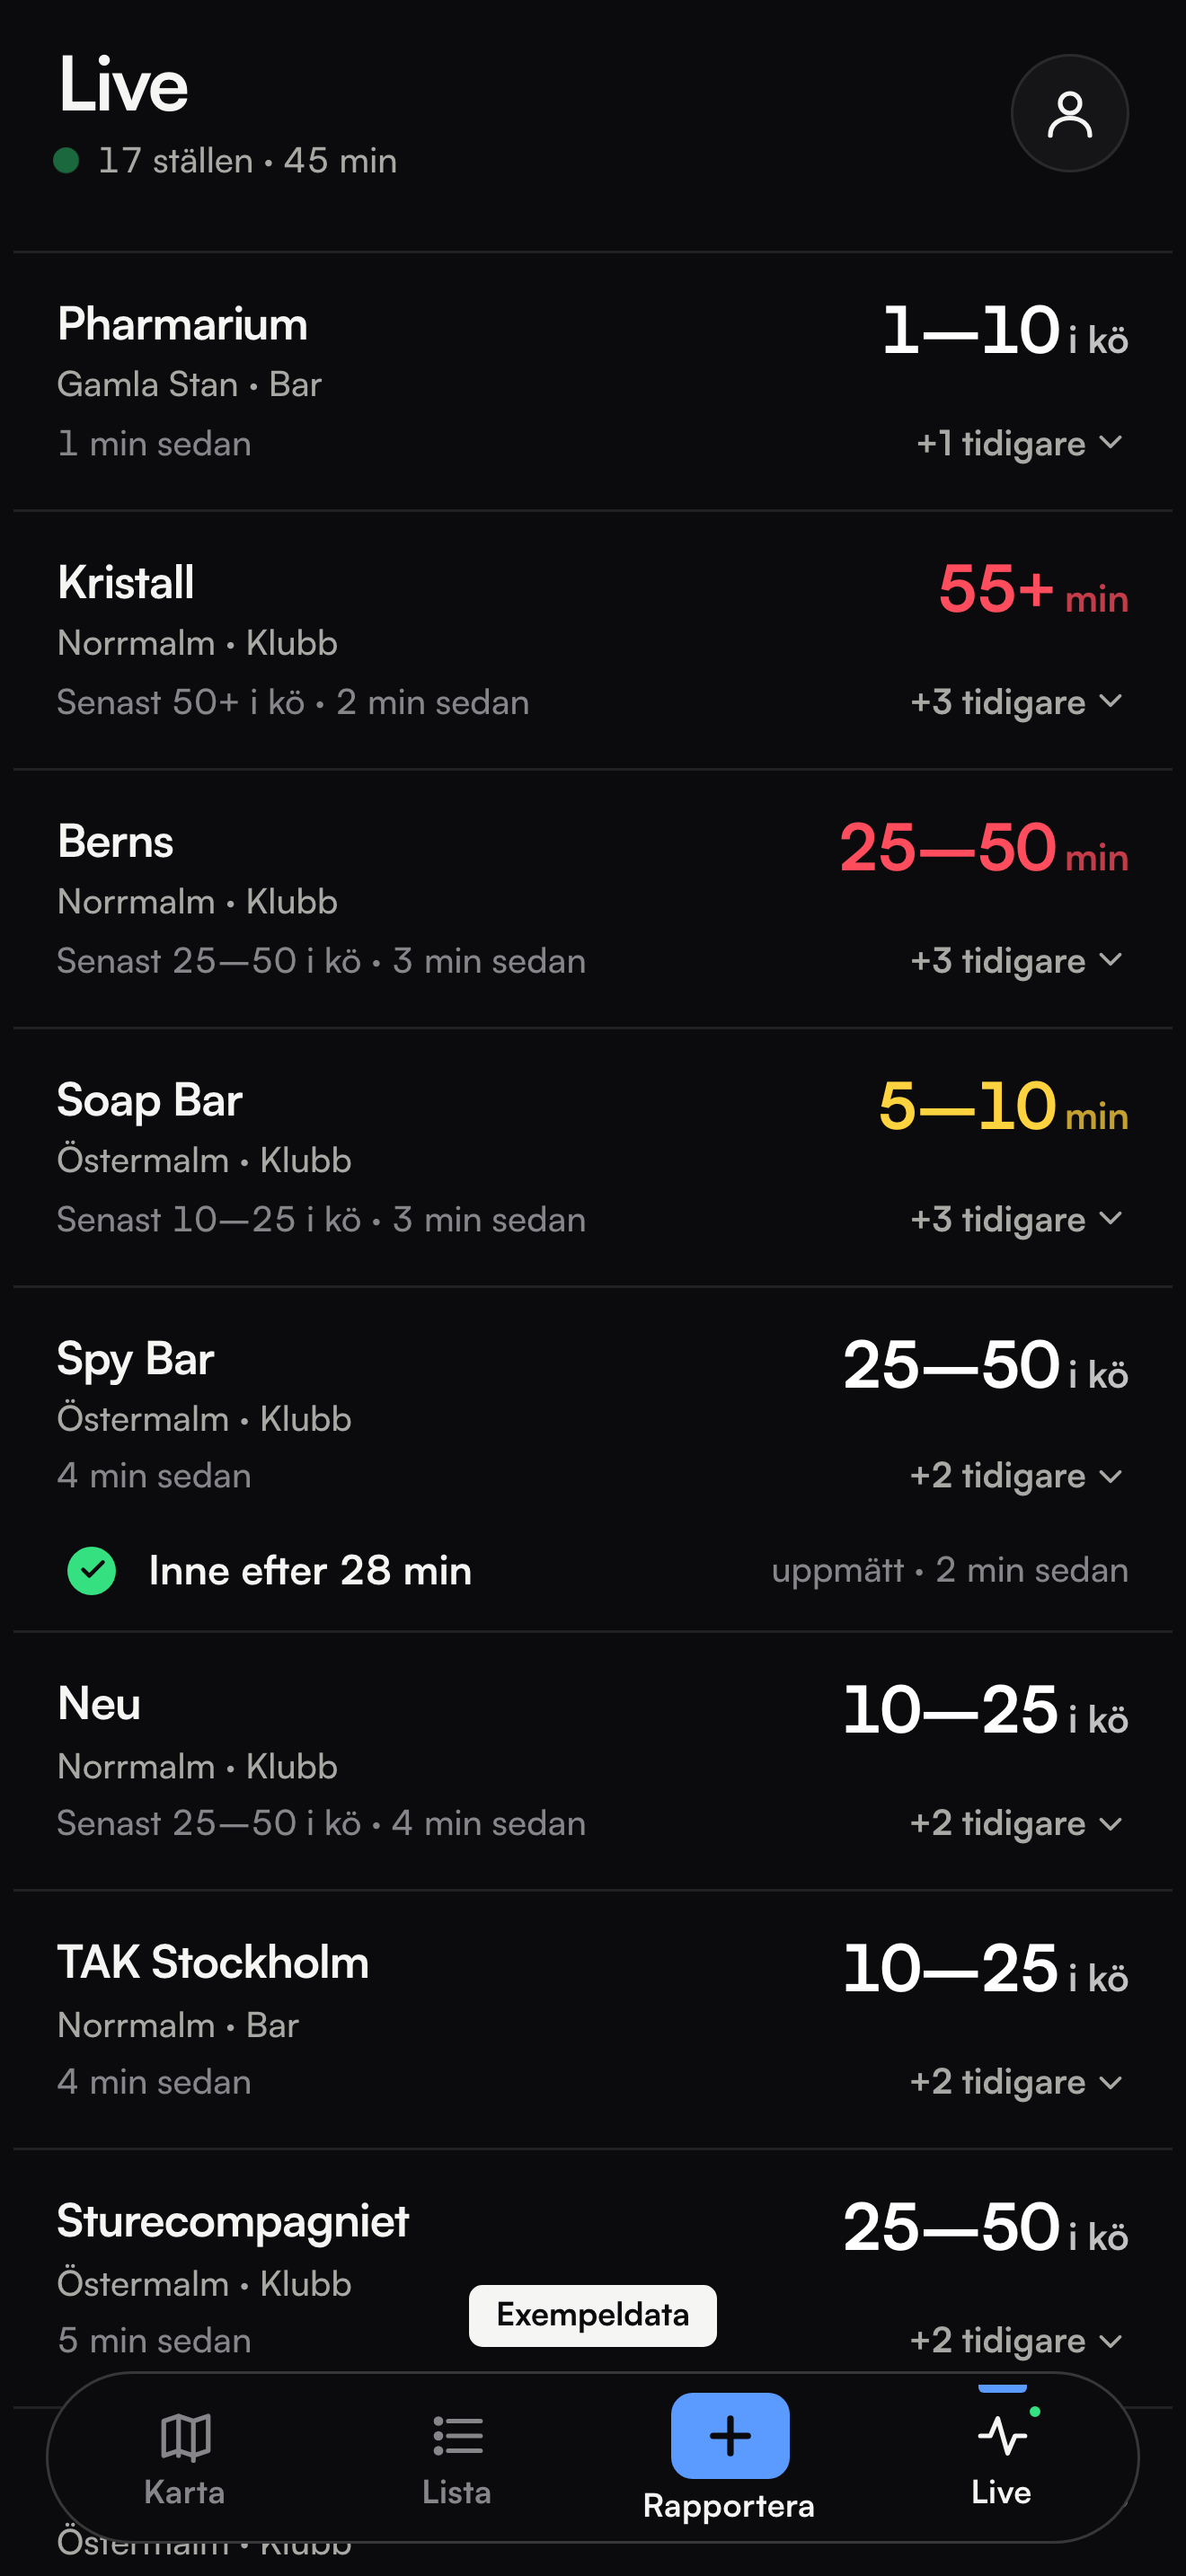 Live
17 ställen · 45 min
Pharmarium
1—10 i kö
Gamla Stan · Bar
1 min sedan
+1 tidigare
Kristall
55+ min
Norrmalm · Klubb
Senast 50+ i kö · 2 min sedan
+3 tidigare
Berns
25—50 min
Norrmalm · Klubb
Senast 25—50 i kö · 3 min sedan
+3 tidigare
Soap Bar
5—10 min
Östermalm · Klubb
Senast 10—25 i kö · 3 min sedan
+3 tidigare
Spy Bar
25—50 i kö
Östermalm · Klubb
4 min sedan
+2 tidigare
Inne efter 28 min
uppmätt · 2 min sedan
Neu
10—25 i kö
Norrmalm · Klubb
Senast 25—50 i kö · 4 min sedan
+2 tidigare
TAK Stockholm
10—25 i kö
Norrmalm · Bar
4 min sedan
+2 tidigare
Sturecompagniet
25—50 i kö
Östermalm · Klubb
Exempeldata
5 min sedan
+2 tidigare
Karta
Lista
Rapportera
Live
Östermalm · Klubb